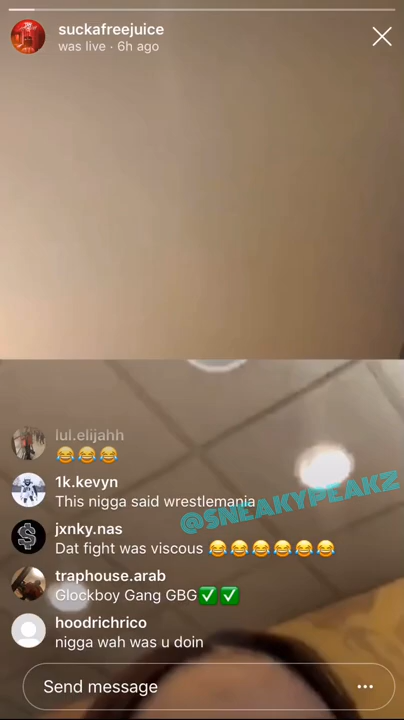 suckafreejuice
was live · 6h ago
lul.elijahh
😂😂😂
1k.kevyn
This nigga said wrestlemania
@SNEAKYPEAKZ
jxnky.nas
Dat fight was viscous 😂😂😂😂😂😂
traphouse.arab
Glockboy Gang GBG✅✅
hoodrichrico
nigga wah was u doin
Send message